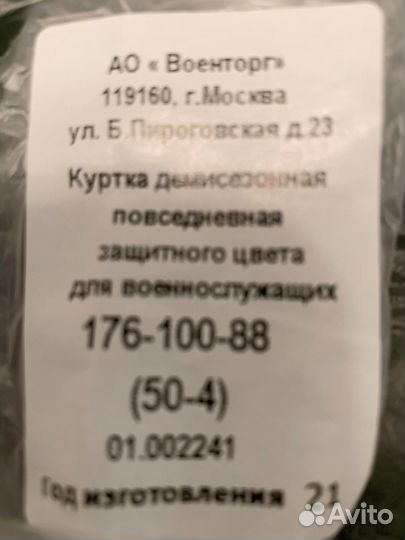 АО « Военторг»
119160, г.Москва
ул. Б.Пироговская д.23
Куртка демисезонная
повседневная
защитного цвета
для военнослужащих
176-100-88
(50-4)
01.002241
Год изготовления 21
Avito